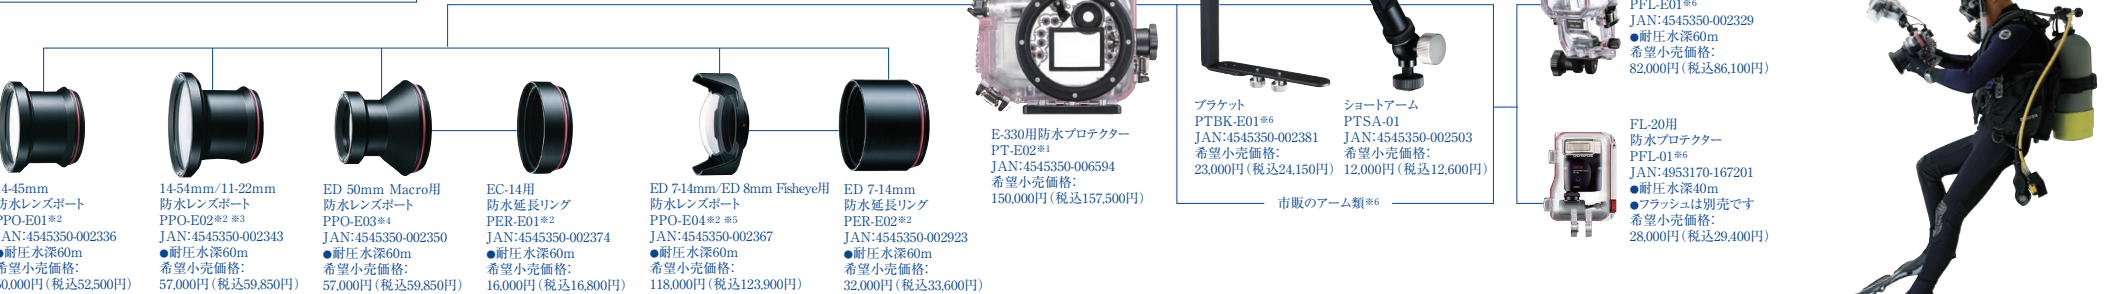 4-45mm
防水レンズポート
PPO-E01※2
JAN:4545350-002336
●耐圧水深60m
希望小売価格:
0,000円(税込52,500円)
14-54mm/11-22mm
防水レンズポート
PPO-E02※2 ※3
JAN:4545350-002343
●耐圧水深60m
希望小売価格:
57,000円(税込59,850円)
ED 50mm Macro用
防水レンズポート
PPO-E03※4
JAN:4545350-002350
●耐圧水深60m
希望小売価格:
57,000円(税込59,850円)
EC-14用
防水延長リング
PER-E01※2
JAN:4545350-002374
●耐圧水深60m
希望小売価格:
16,000円(税込16,800円)
ED 7-14mm/ED 8mm Fisheye用
防水レンズポート
PPO-E04※2 ※5
JAN:4545350-002367
●耐圧水深60m
希望小売価格:
118,000円(税込123,900円)
ED 7-14mm
防水延長リング
PER-E02※2
JAN:4545350-002923
●耐圧水深60m
希望小売価格:
32,000円(税込33,600円)
E-330用防水プロテクター
PT-E02※1
JAN:4545350-006594
希望小売価格:
150,000円(税込157,500円)
ブラケット
PTBK-E01※6
JAN:4545350-002381
希望小売価格:
23,000円(税込24,150円)
ショートアーム
PTSA-01
JAN:4545350-002503
希望小売価格:
12,000円(税込12,600円)
市販のアーム類※6
PFL-E01※6
JAN:4545350-002329
●耐圧水深60m
希望小売価格:
82,000円(税込86,100円)
FL-20用
防水プロテクター
PFL-01※6
JAN:4953170-167201
●耐圧水深40m
●フラッシュは別売です
希望小売価格:
28,000円(税込29,400円)